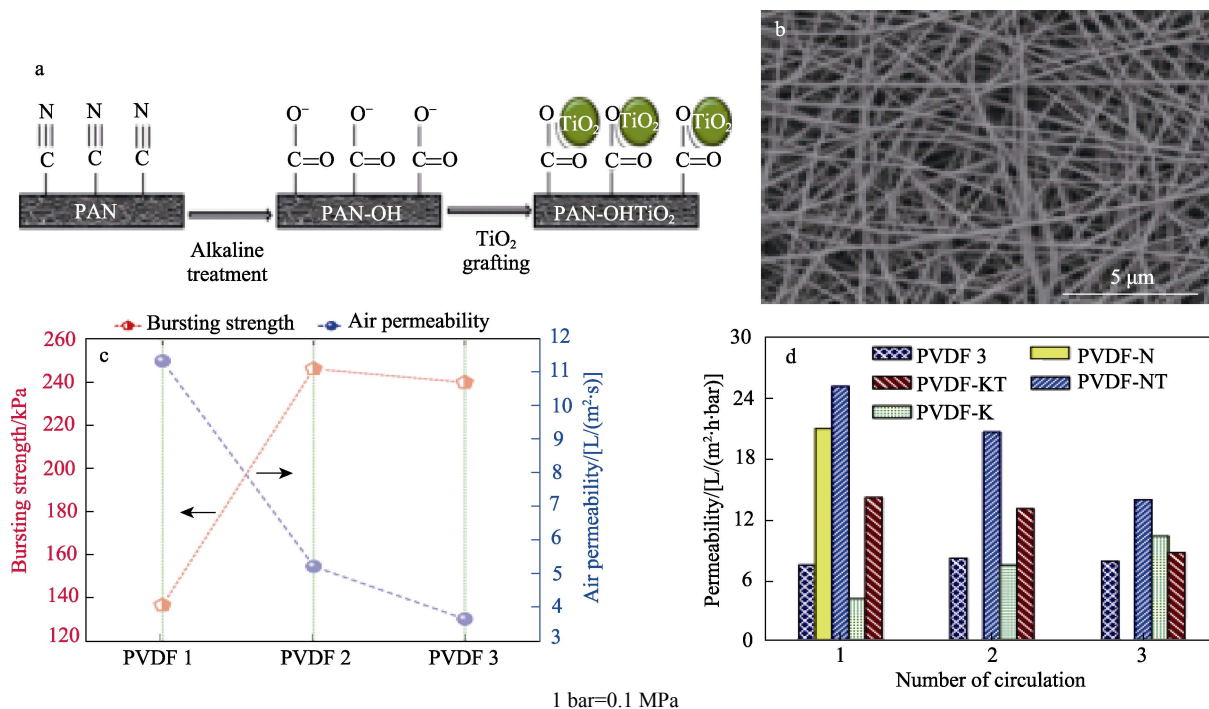 a
N N N
C C C
PAN
Alkaline
treatment
O⁻ O⁻ O⁻
C=O C=O C=O
PAN-OH
TiO₂
grafting
O TiO₂ O TiO₂ O TiO₂
C=O C=O C=O
PAN-OHTiO₂
b
5 μm
Bursting strength Air permeability
c
Bursting strength/kPa
260
240
220
200
180
160
140
120
12
11
10
9
8
7
6
5
4
3
Air permeability/[L/(m²·s)]
PVDF 1 PVDF 2 PVDF 3
d
PVDF 3 PVDF-N
PVDF-KT PVDF-NT
PVDF-K
Permeability/[L/(m²·h·bar)]
30
24
18
12
6
0
1 2 3
Number of circulation
1 bar=0.1 MPa